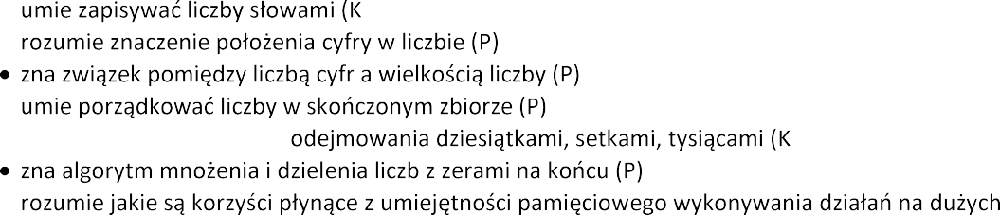 umie zapisywać liczby słowami (K
rozumie znaczenie położenia cyfry w liczbie (P)
• zna związek pomiędzy liczbą cyfr a wielkością liczby (P)
umie porządkować liczby w skończonym zbiorze (P)
odejmowania dziesiątkami, setkami, tysiącami (K
• zna algorytm mnożenia i dzielenia liczb z zerami na końcu (P)
rozumie jakie są korzyści płynące z umiejętności pamięciowego wykonywania działań na dużych